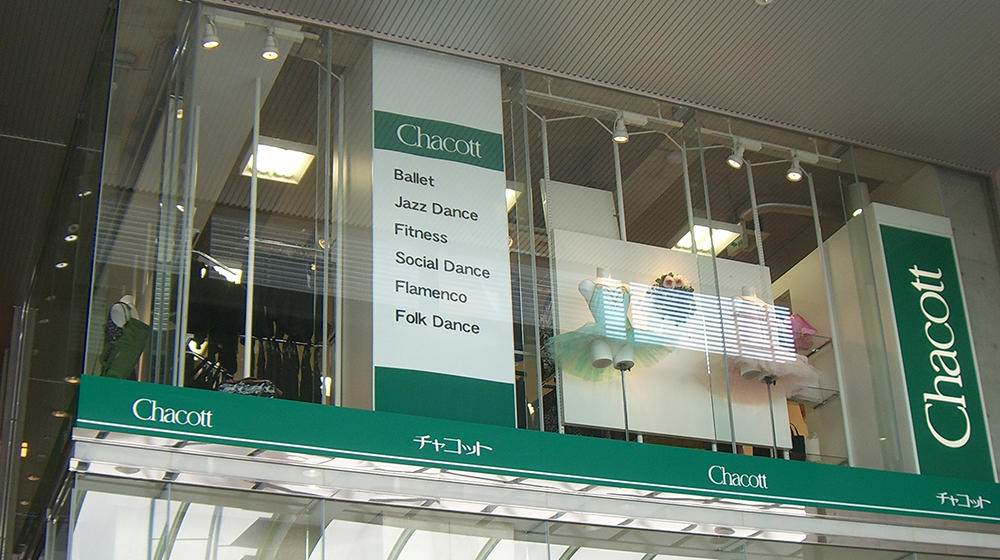 Chacott
Ballet
Jazz Dance
Fitness
Social Dance
Flamenco
Folk Dance
Chacott
Chacott
チャコット
Chacott
チャコット